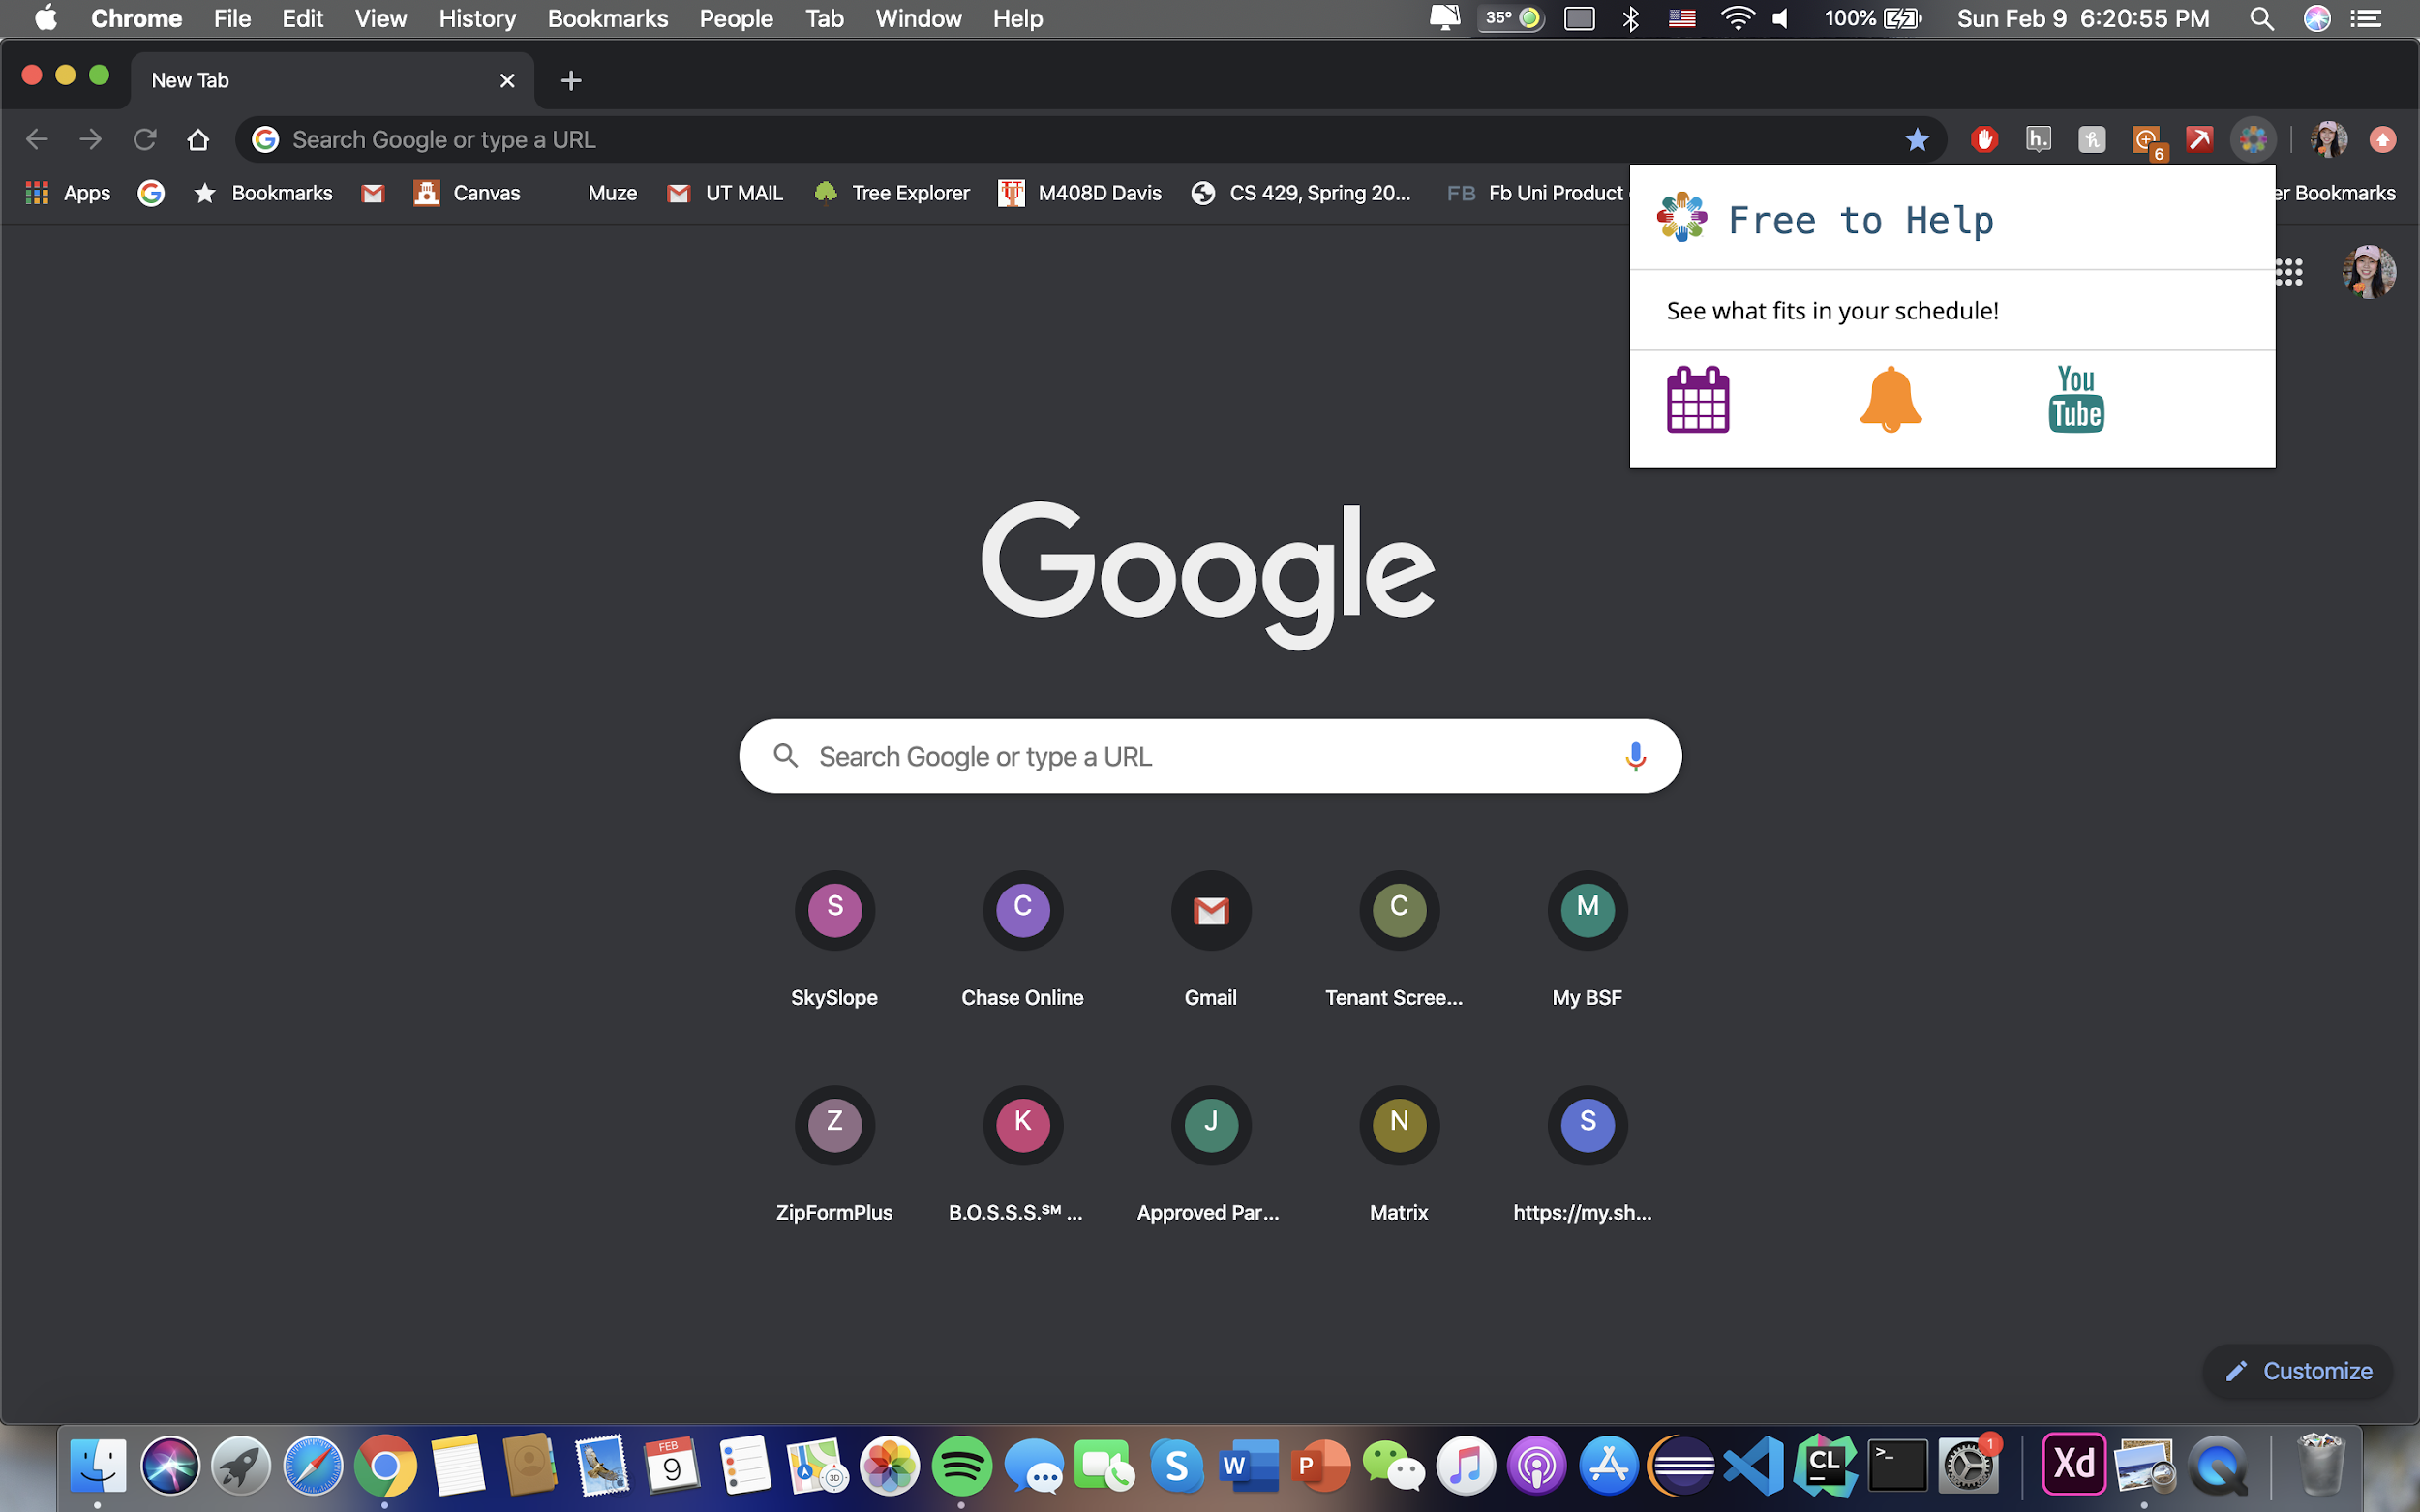 Chrome File Edit View History Bookmarks People Tab Window Help 35° 100% Sun Feb 9 6:20:55 PM
New Tab
Search Google or type a URL
h. h 6
Apps Bookmarks Canvas Muze UT MAIL Tree Explorer M408D Davis CS 429, Spring 20... FB Fb Uni Product er Bookmarks
Free to Help
See what fits in your schedule!
You
Tube
Google
Search Google or type a URL
S C C M
SkySlope Chase Online Gmail Tenant Scree... My BSF
Z K J N S
ZipFormPlus B.O.S.S.S.℠ ... Approved Par... Matrix https://my.sh...
Customize
FEB
9
3D
S W P CL >_ 1 Xd